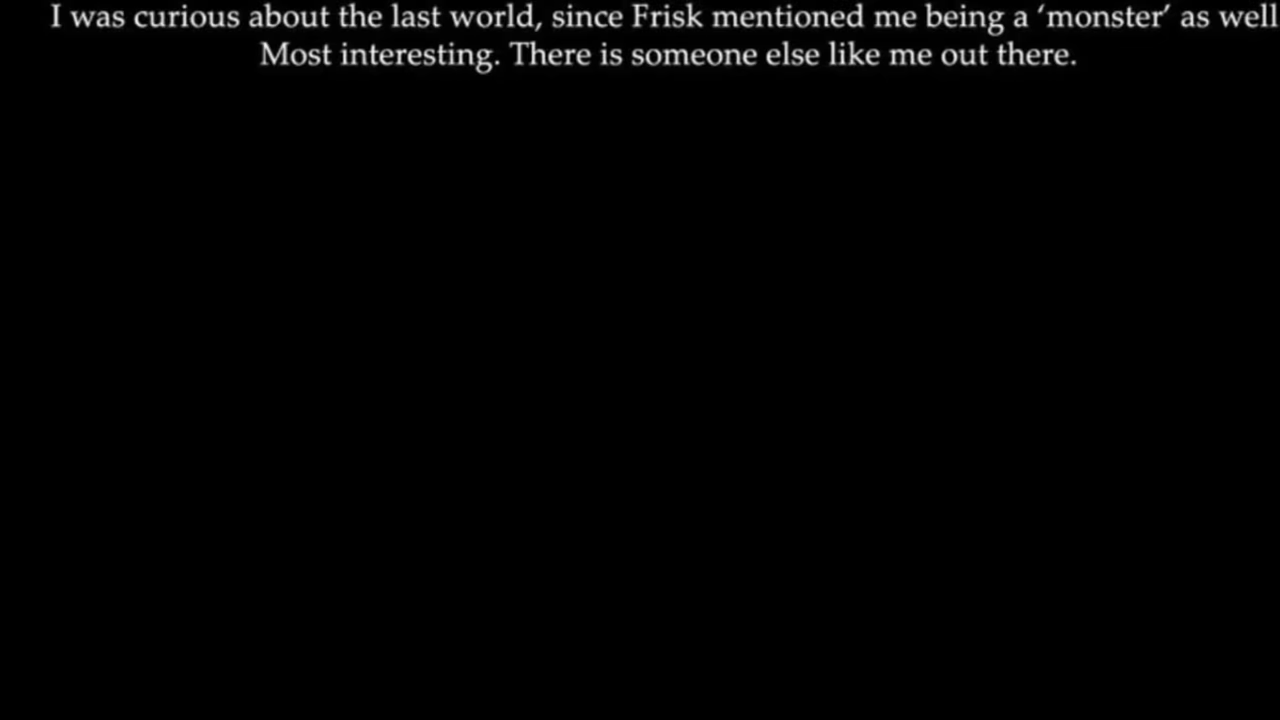 I was curious about the last world, since Frisk mentioned me being a ‘monster’ as well
Most interesting. There is someone else like me out there.